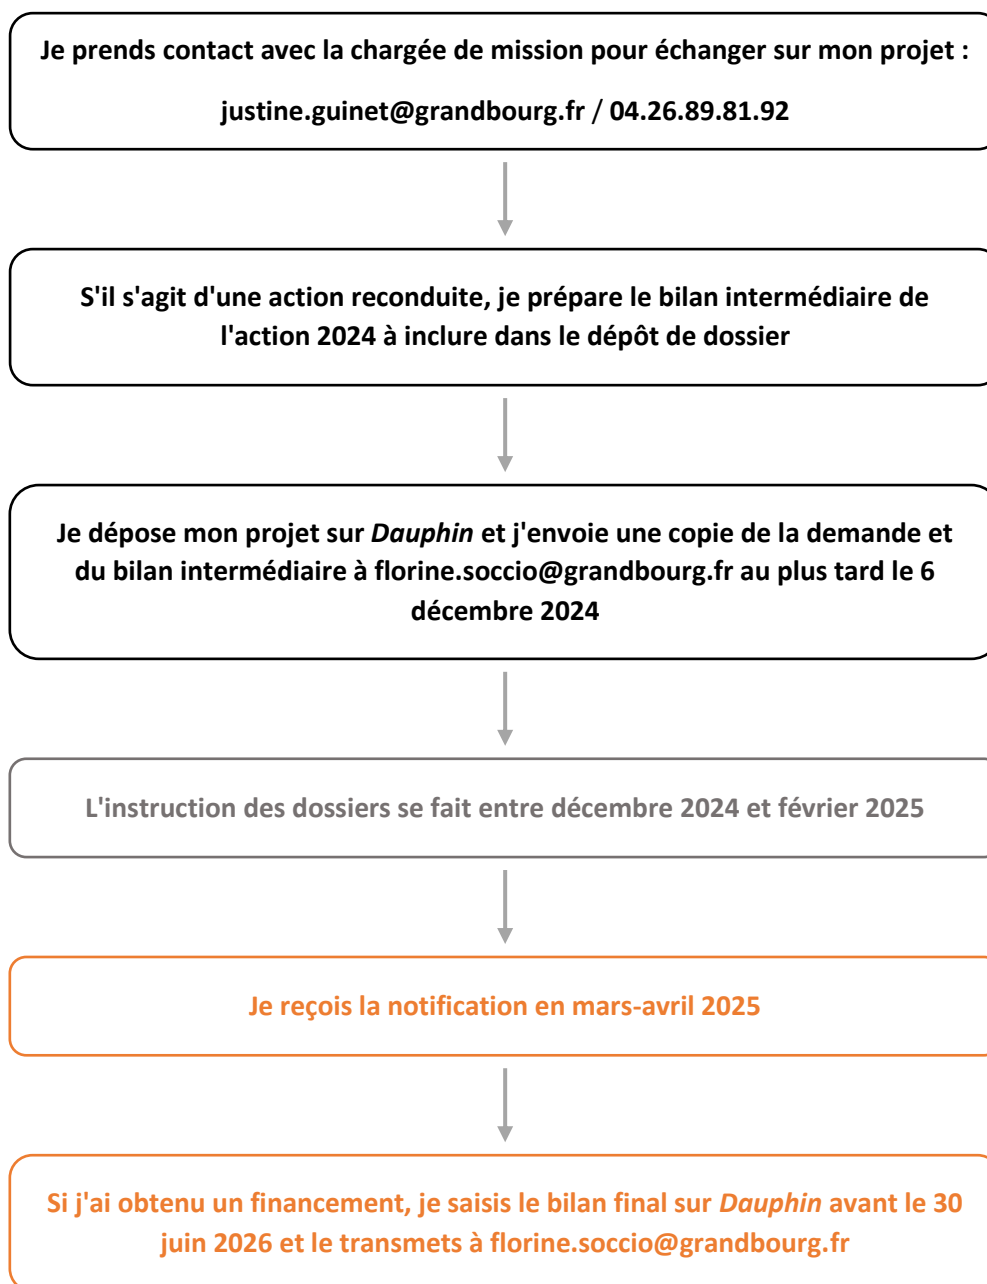 Je prends contact avec la chargée de mission pour échanger sur mon projet :
justine.guinet@grandbourg.fr / 04.26.89.81.92
S'il s'agit d'une action reconduite, je prépare le bilan intermédiaire de
l'action 2024 à inclure dans le dépôt de dossier
Je dépose mon projet sur Dauphin et j'envoie une copie de la demande et
du bilan intermédiaire à florine.soccio@grandbourg.fr au plus tard le 6
décembre 2024
L'instruction des dossiers se fait entre décembre 2024 et février 2025
Je reçois la notification en mars-avril 2025
Si j'ai obtenu un financement, je saisis le bilan final sur Dauphin avant le 30
juin 2026 et le transmets à florine.soccio@grandbourg.fr